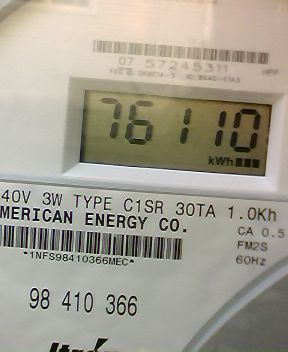 07 57245311
76110
kWh
40V 3W TYPE C1SR 30TA 1.0Kh
MERICAN ENERGY CO.
CA 0.5
FM2S
60Hz
*1NFS98410366MEC*
98 410 366
Itrón